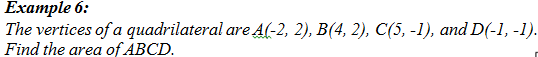 Example 6:
The vertices of a quadrilateral are A(-2, 2), B(4, 2), C(5, -1), and D(-1, -1).
Find the area of ABCD.